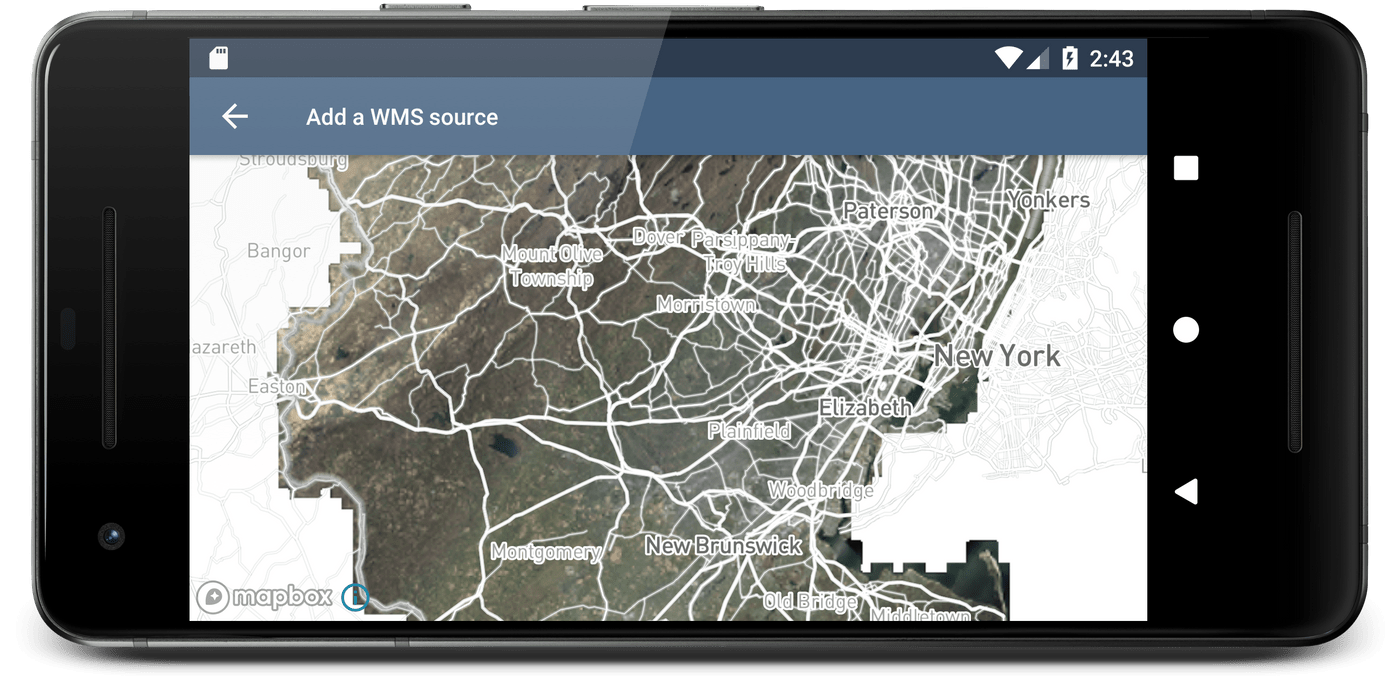 2:43
Add a WMS source
Stroudsburg
Yonkers
Paterson
Dover
Parsippany-
Troy Hills
Bangor
Mount Olive
Township
Morristown
azareth
New York
Easton
Elizabeth
Plainfield
Woodbridge
New Brunswick
Montgomery
mapbox
i
Old Bridge
Middletown